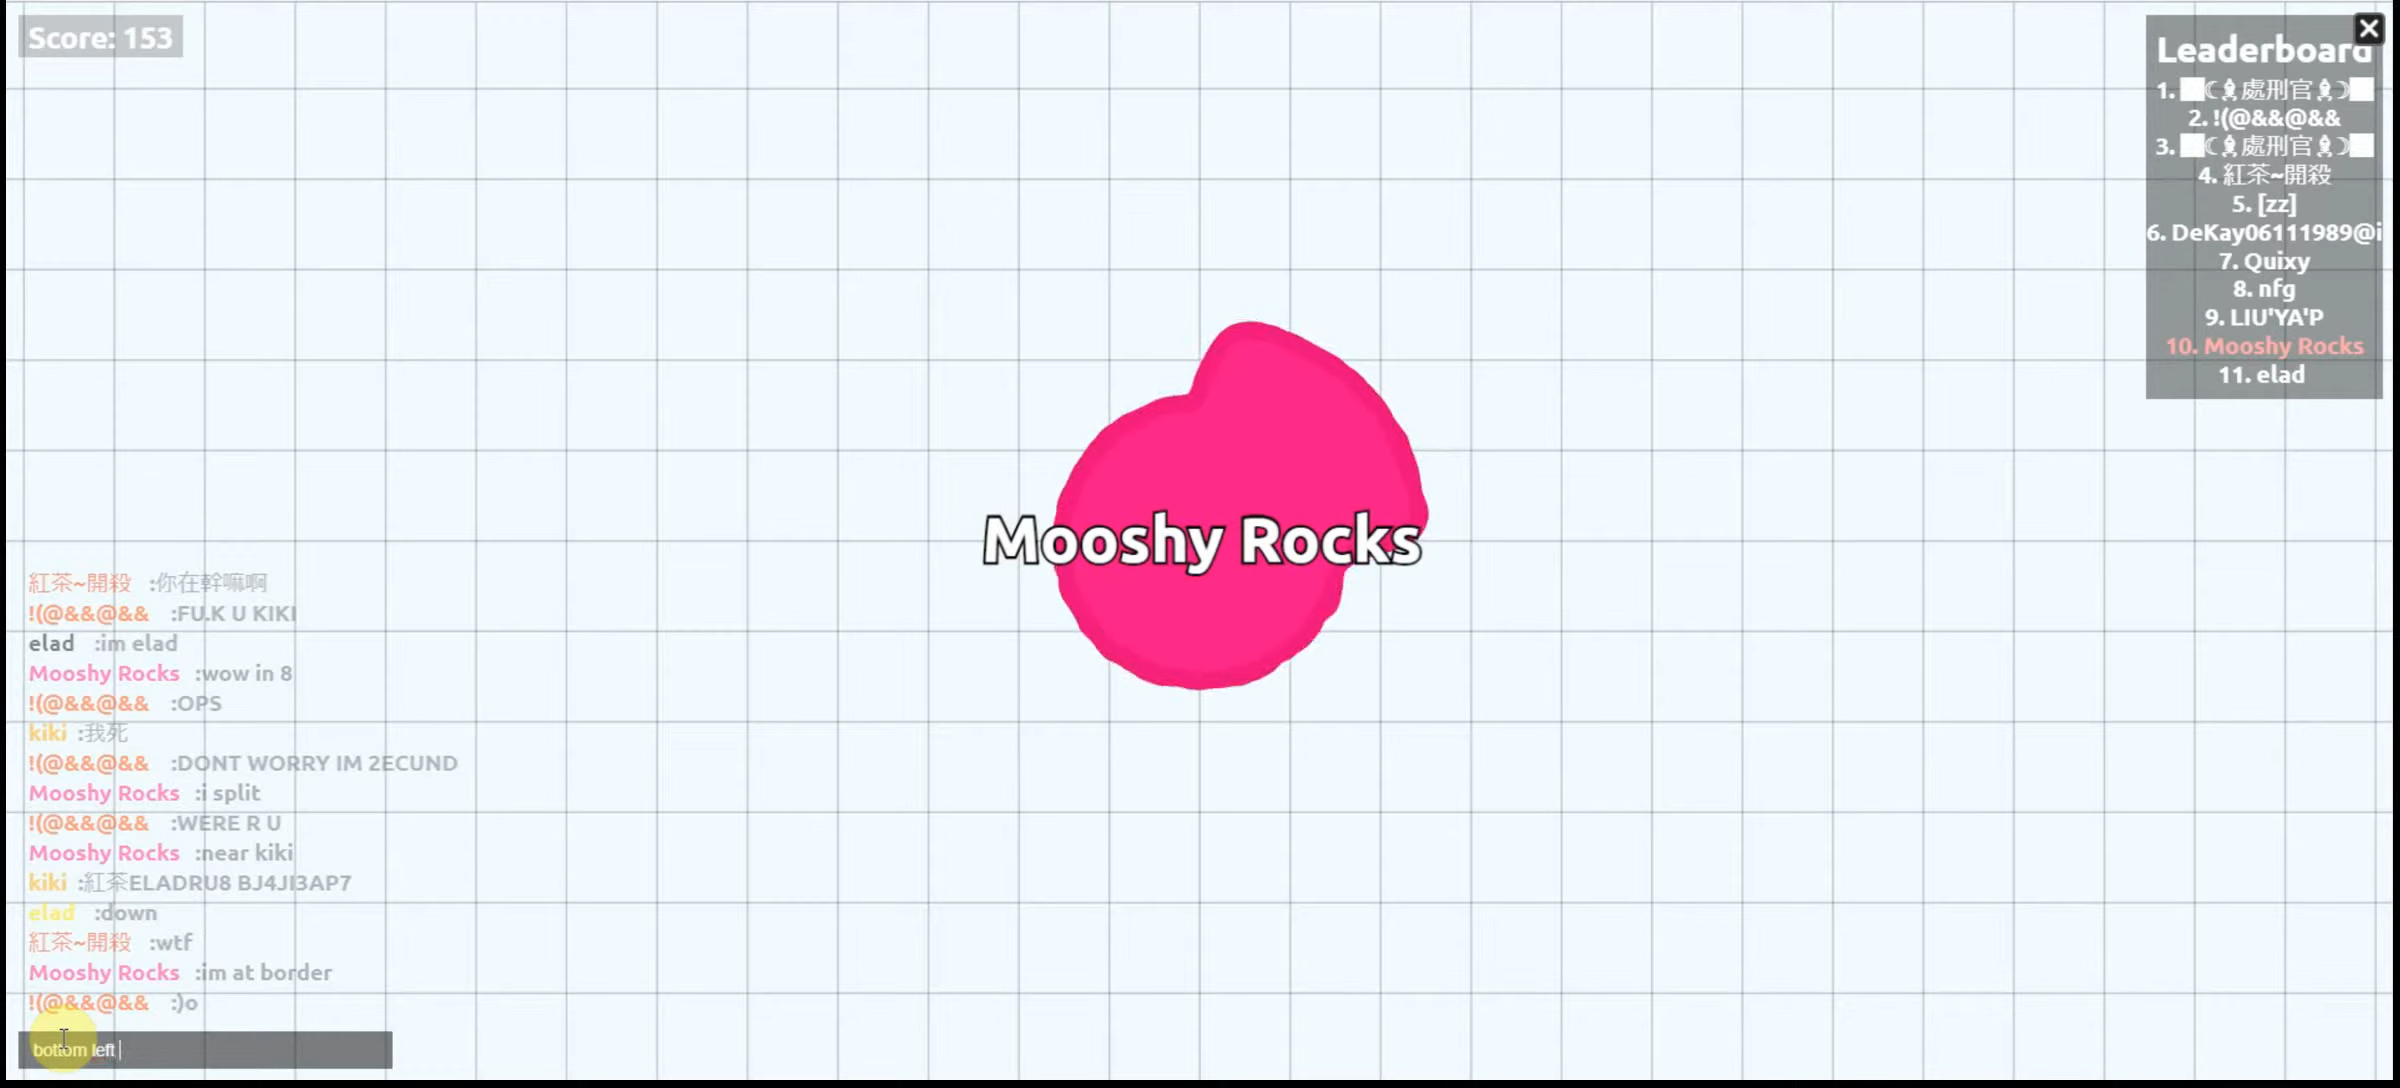 Score: 153
Leaderboard
1. ☾處刑官☽
2. !(@&&@&&
3. ☾處刑官☽
4. 紅茶~開殺
5. [zz]
6. DeKay06111989@i
7. Quixy
8. nfg
9. LIU'YA'P
10. Mooshy Rocks
11. elad
Mooshy Rocks
紅茶~開殺 :你在幹嘛啊
!(@&&@&& :FU.K U KIKI
elad :im elad
Mooshy Rocks :wow in 8
!(@&&@&& :OPS
kiki :我死
!(@&&@&& :DONT WORRY IM 2ECUND
Mooshy Rocks :i split
!(@&&@&& :WERE R U
Mooshy Rocks :near kiki
kiki :紅茶ELADRU8 BJ4JI3AP7
elad :down
紅茶~開殺 :wtf
Mooshy Rocks :im at border
!(@&&@&& :)o
bottom left